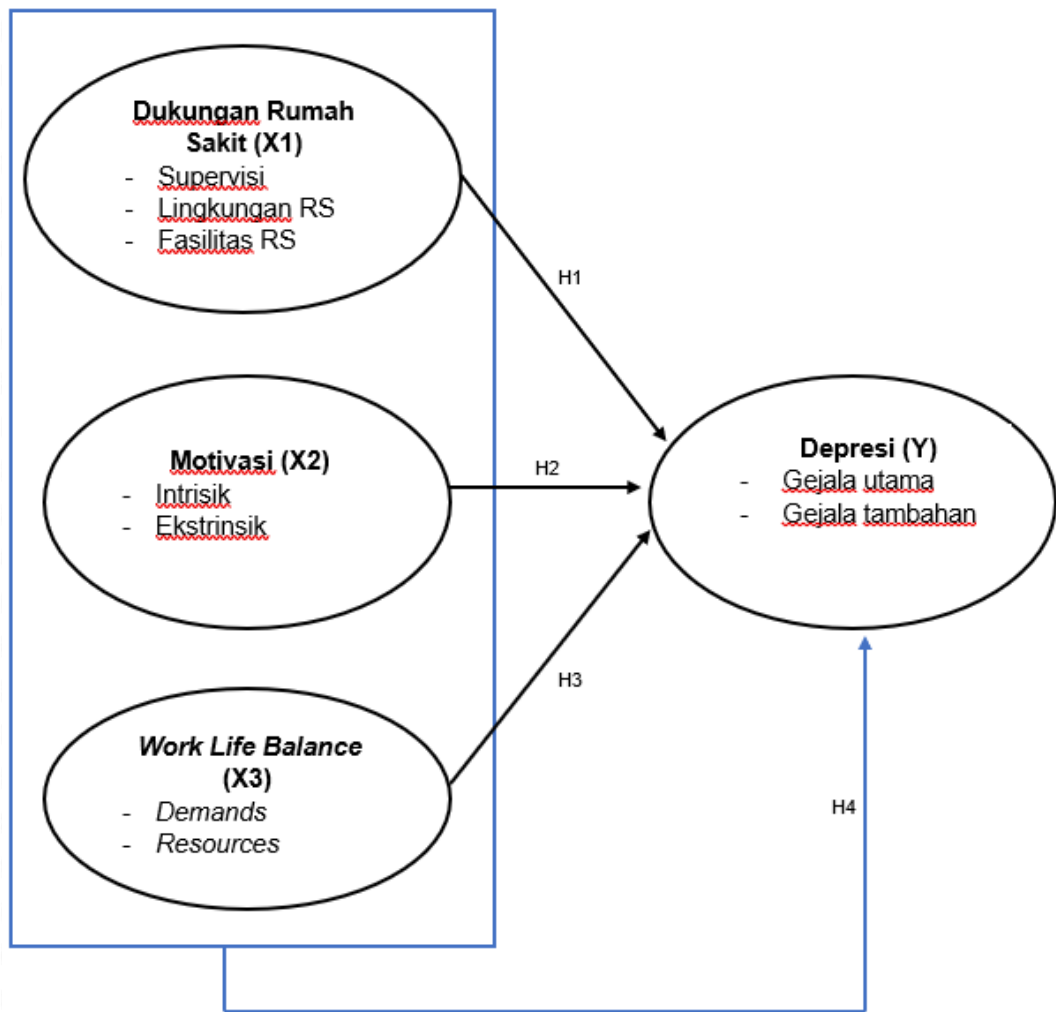 Dukungan Rumah
Sakit (X1)
- Supervisi
- Lingkungan RS
- Fasilitas RS
H1
Motivasi (X2)
- Intrisik
- Ekstrinsik
H2
Depresi (Y)
- Gejala utama
- Gejala tambahan
H3
Work Life Balance
(X3)
- Demands
- Resources
H4